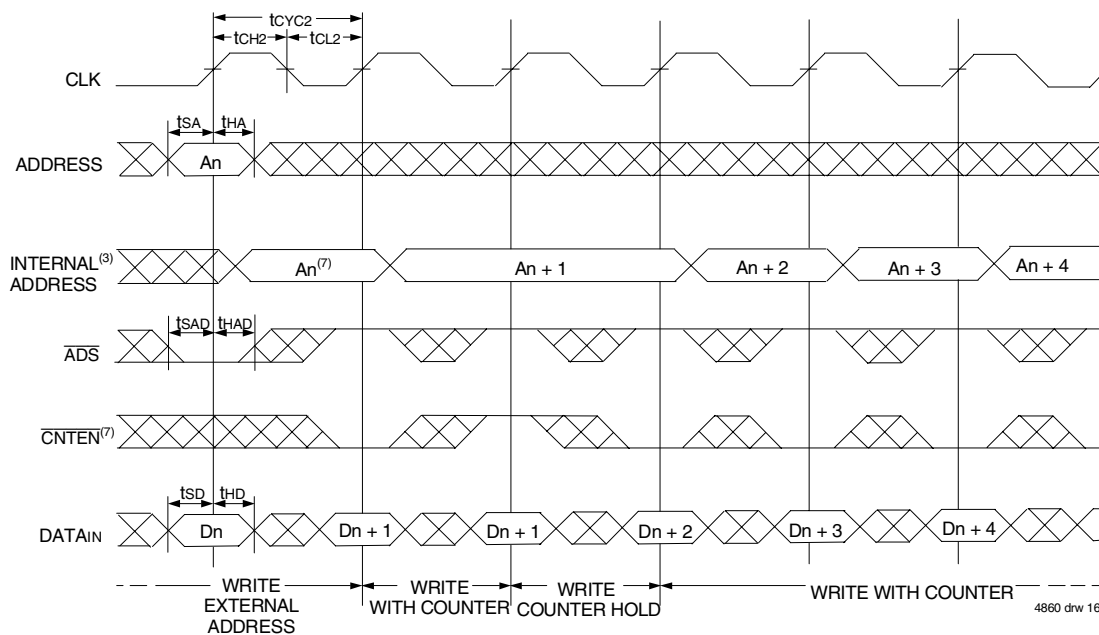 tCYC2
tCH2 tCL2
CLK
tSA tHA
ADDRESS An
INTERNAL(3)
ADDRESS An(7) An + 1 An + 2 An + 3 An + 4
tSAD tHAD
ADS
CNTEN(7)
tSD tHD
DATAIN Dn Dn + 1 Dn + 1 Dn + 2 Dn + 3 Dn + 4
WRITE
EXTERNAL
ADDRESS
WRITE
WITH COUNTER
WRITE
COUNTER HOLD
WRITE WITH COUNTER
4860 drw 16